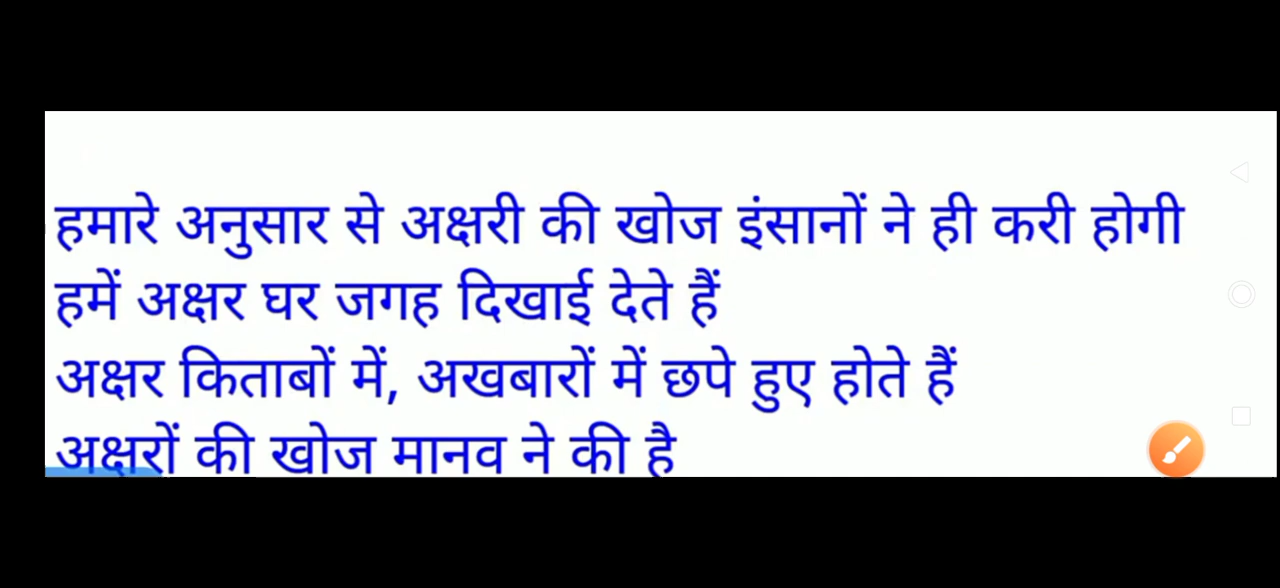 हमारे अनुसार से अक्षरी की खोज इंसानों ने ही करी होगी
हमें अक्षर घर जगह दिखाई देते हैं
अक्षर किताबों में, अखबारों में छपे हुए होते हैं
अक्षरों की खोज मानव ने की है